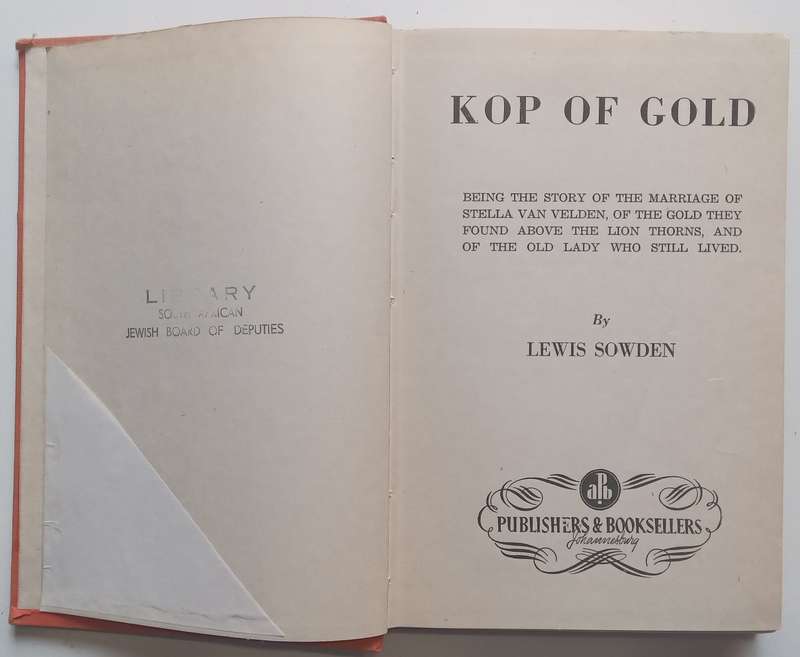 LIBRARY
SOUTH AFRICAN
JEWISH BOARD OF DEPUTIES
KOP OF GOLD
BEING THE STORY OF THE MARRIAGE OF
STELLA VAN VELDEN, OF THE GOLD THEY
FOUND ABOVE THE LION THORNS, AND
OF THE OLD LADY WHO STILL LIVED.
By
LEWIS SOWDEN
aPb
PUBLISHERS & BOOKSELLERS
Johannesburg